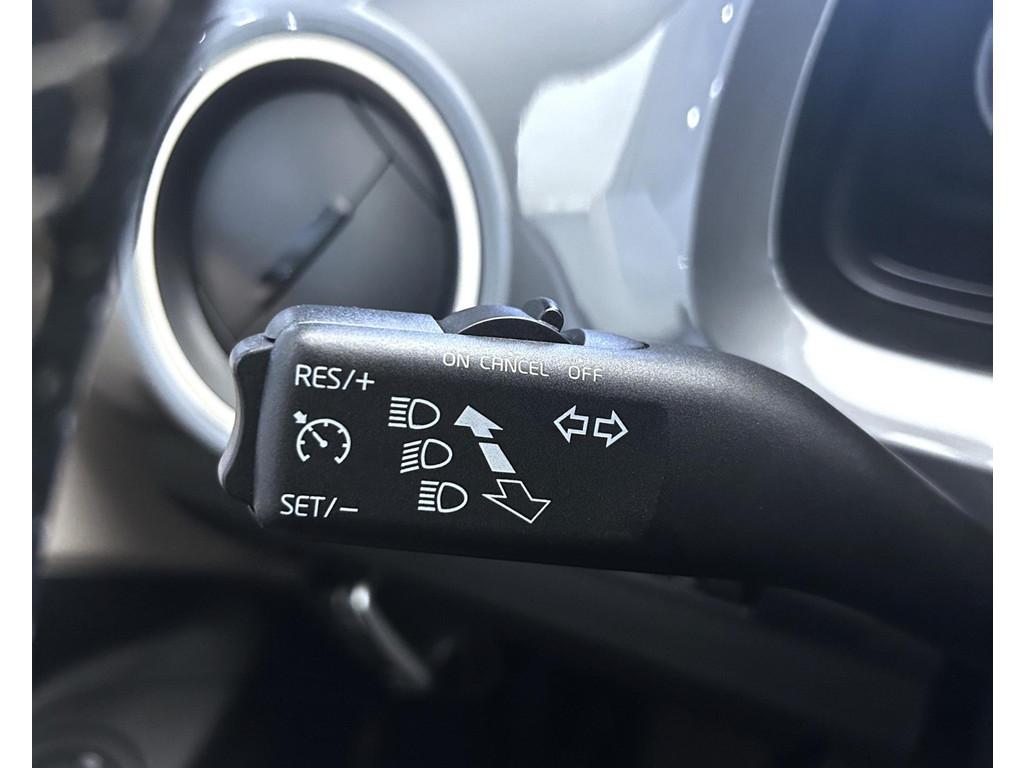 ON CANCEL OFF
RES/+
SET/-